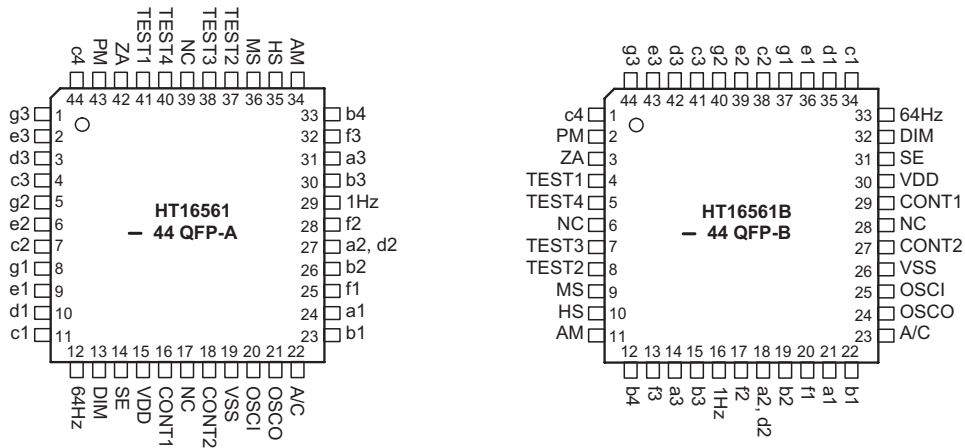 c4 PM ZA TEST1 TEST4 NC TEST3 TEST2 MS HS AM
44 43 42 41 40 39 38 37 36 35 34
g3 1 33 b4
e3 2 32 f3
d3 3 31 a3
c3 4 30 b3
g2 5 29 1Hz
e2 6 28 f2
c2 7 27 a2, d2
g1 8 26 b2
e1 9 25 f1
d1 10 24 a1
c1 11 23 b1
HT16561
– 44 QFP-A
12 13 14 15 16 17 18 19 20 21 22
64Hz DIM SE VDD CONT1 NC CONT2 VSS OSCI OSCO A/C
g3 e3 d3 c3 g2 e2 c2 g1 e1 d1 c1
44 43 42 41 40 39 38 37 36 35 34
c4 1 33 64Hz
PM 2 32 DIM
ZA 3 31 SE
TEST1 4 30 VDD
TEST4 5 29 CONT1
NC 6 28 NC
TEST3 7 27 CONT2
TEST2 8 26 VSS
MS 9 25 OSCI
HS 10 24 OSCO
AM 11 23 A/C
HT16561B
– 44 QFP-B
12 13 14 15 16 17 18 19 20 21 22
b4 f3 a3 b3 1Hz f2 a2, d2 b2 f1 a1 b1